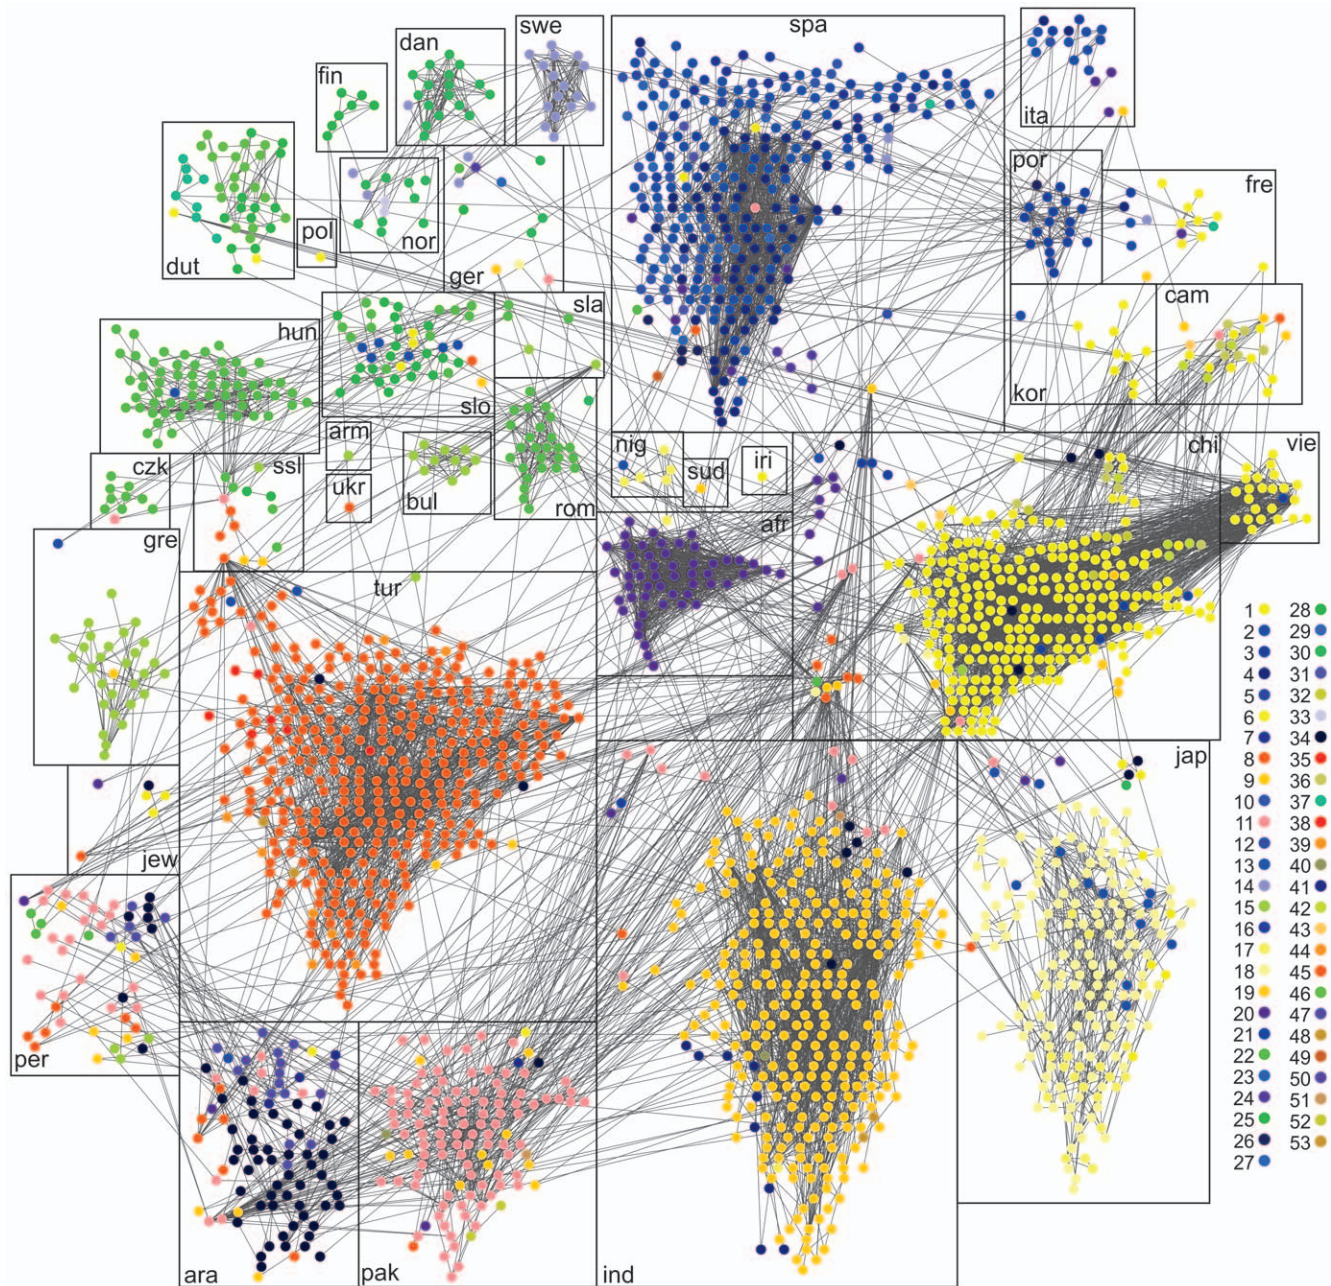 spa
swe
dan
fin
ita
por
fre
dut
pol
nor
ger
sla
cam
hun
slo
kor
arm
nig
sud
iri
chi
vie
czk
ssl
ukr
bul
rom
afr
gre
tur
jap
jew
per
ara
pak
ind
1 28
2 29
3 30
4 31
5 32
6 33
7 34
8 35
9 36
10 37
11 38
12 39
13 40
14 41
15 42
16 43
17 44
18 45
19 46
20 47
21 48
22 49
23 50
24 51
25 52
26 53
27